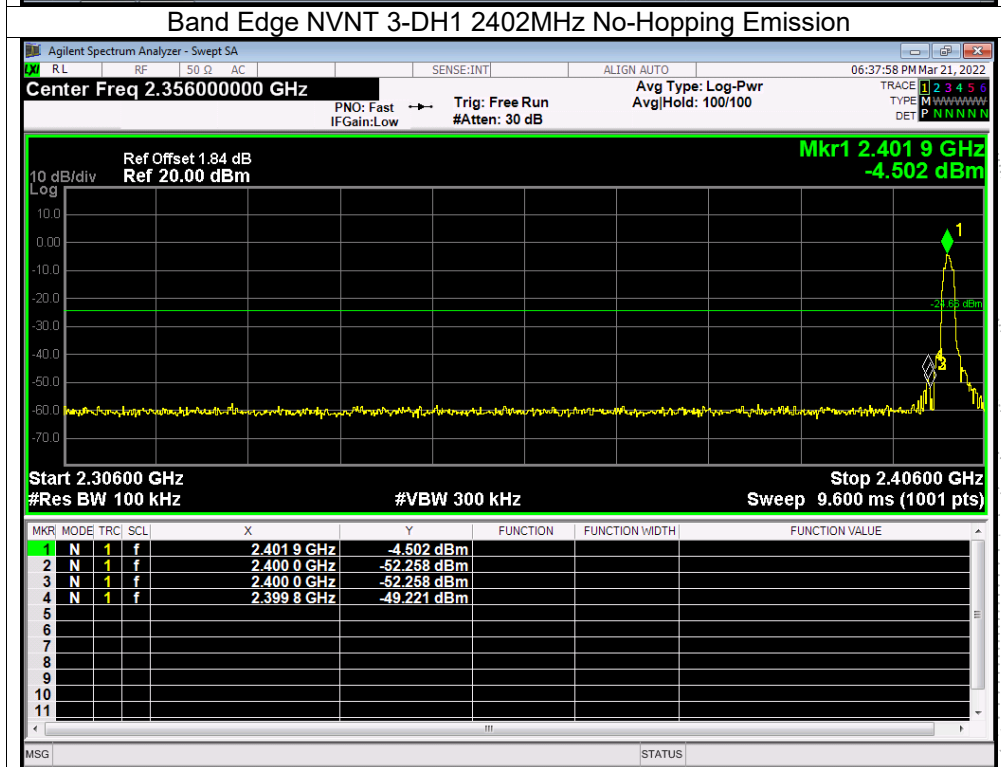 Band Edge NVNT 3-DH1 2402MHz No-Hopping Emission
Agilent Spectrum Analyzer - Swept SA
LXI RL RF 50 Ω AC SENSE:INT ALIGN AUTO 06:37:58 PM Mar 21, 2022
Center Freq 2.356000000 GHz
PNO: Fast
IFGain:Low
Trig: Free Run
#Atten: 30 dB
Avg Type: Log-Pwr
Avg|Hold: 100/100
TRACE 1 2 3 4 5 6
TYPE M WWWWW
DET P N N N N N
Mkr1 2.401 9 GHz
-4.502 dBm
Ref Offset 1.84 dB
10 dB/div Ref 20.00 dBm
Log
10.0
0.00
-10.0
-20.0
-30.0
-40.0
-50.0
-60.0
-70.0
1
-24.66 dBm
Start 2.30600 GHz Stop 2.40600 GHz
#Res BW 100 kHz #VBW 300 kHz Sweep 9.600 ms (1001 pts)
MKR MODE TRC SCL X Y FUNCTION FUNCTION WIDTH FUNCTION VALUE
1 N 1 f 2.401 9 GHz -4.502 dBm
2 N 1 f 2.400 0 GHz -52.258 dBm
3 N 1 f 2.400 0 GHz -52.258 dBm
4 N 1 f 2.399 8 GHz -49.221 dBm
5
6
7
8
9
10
11
MSG STATUS